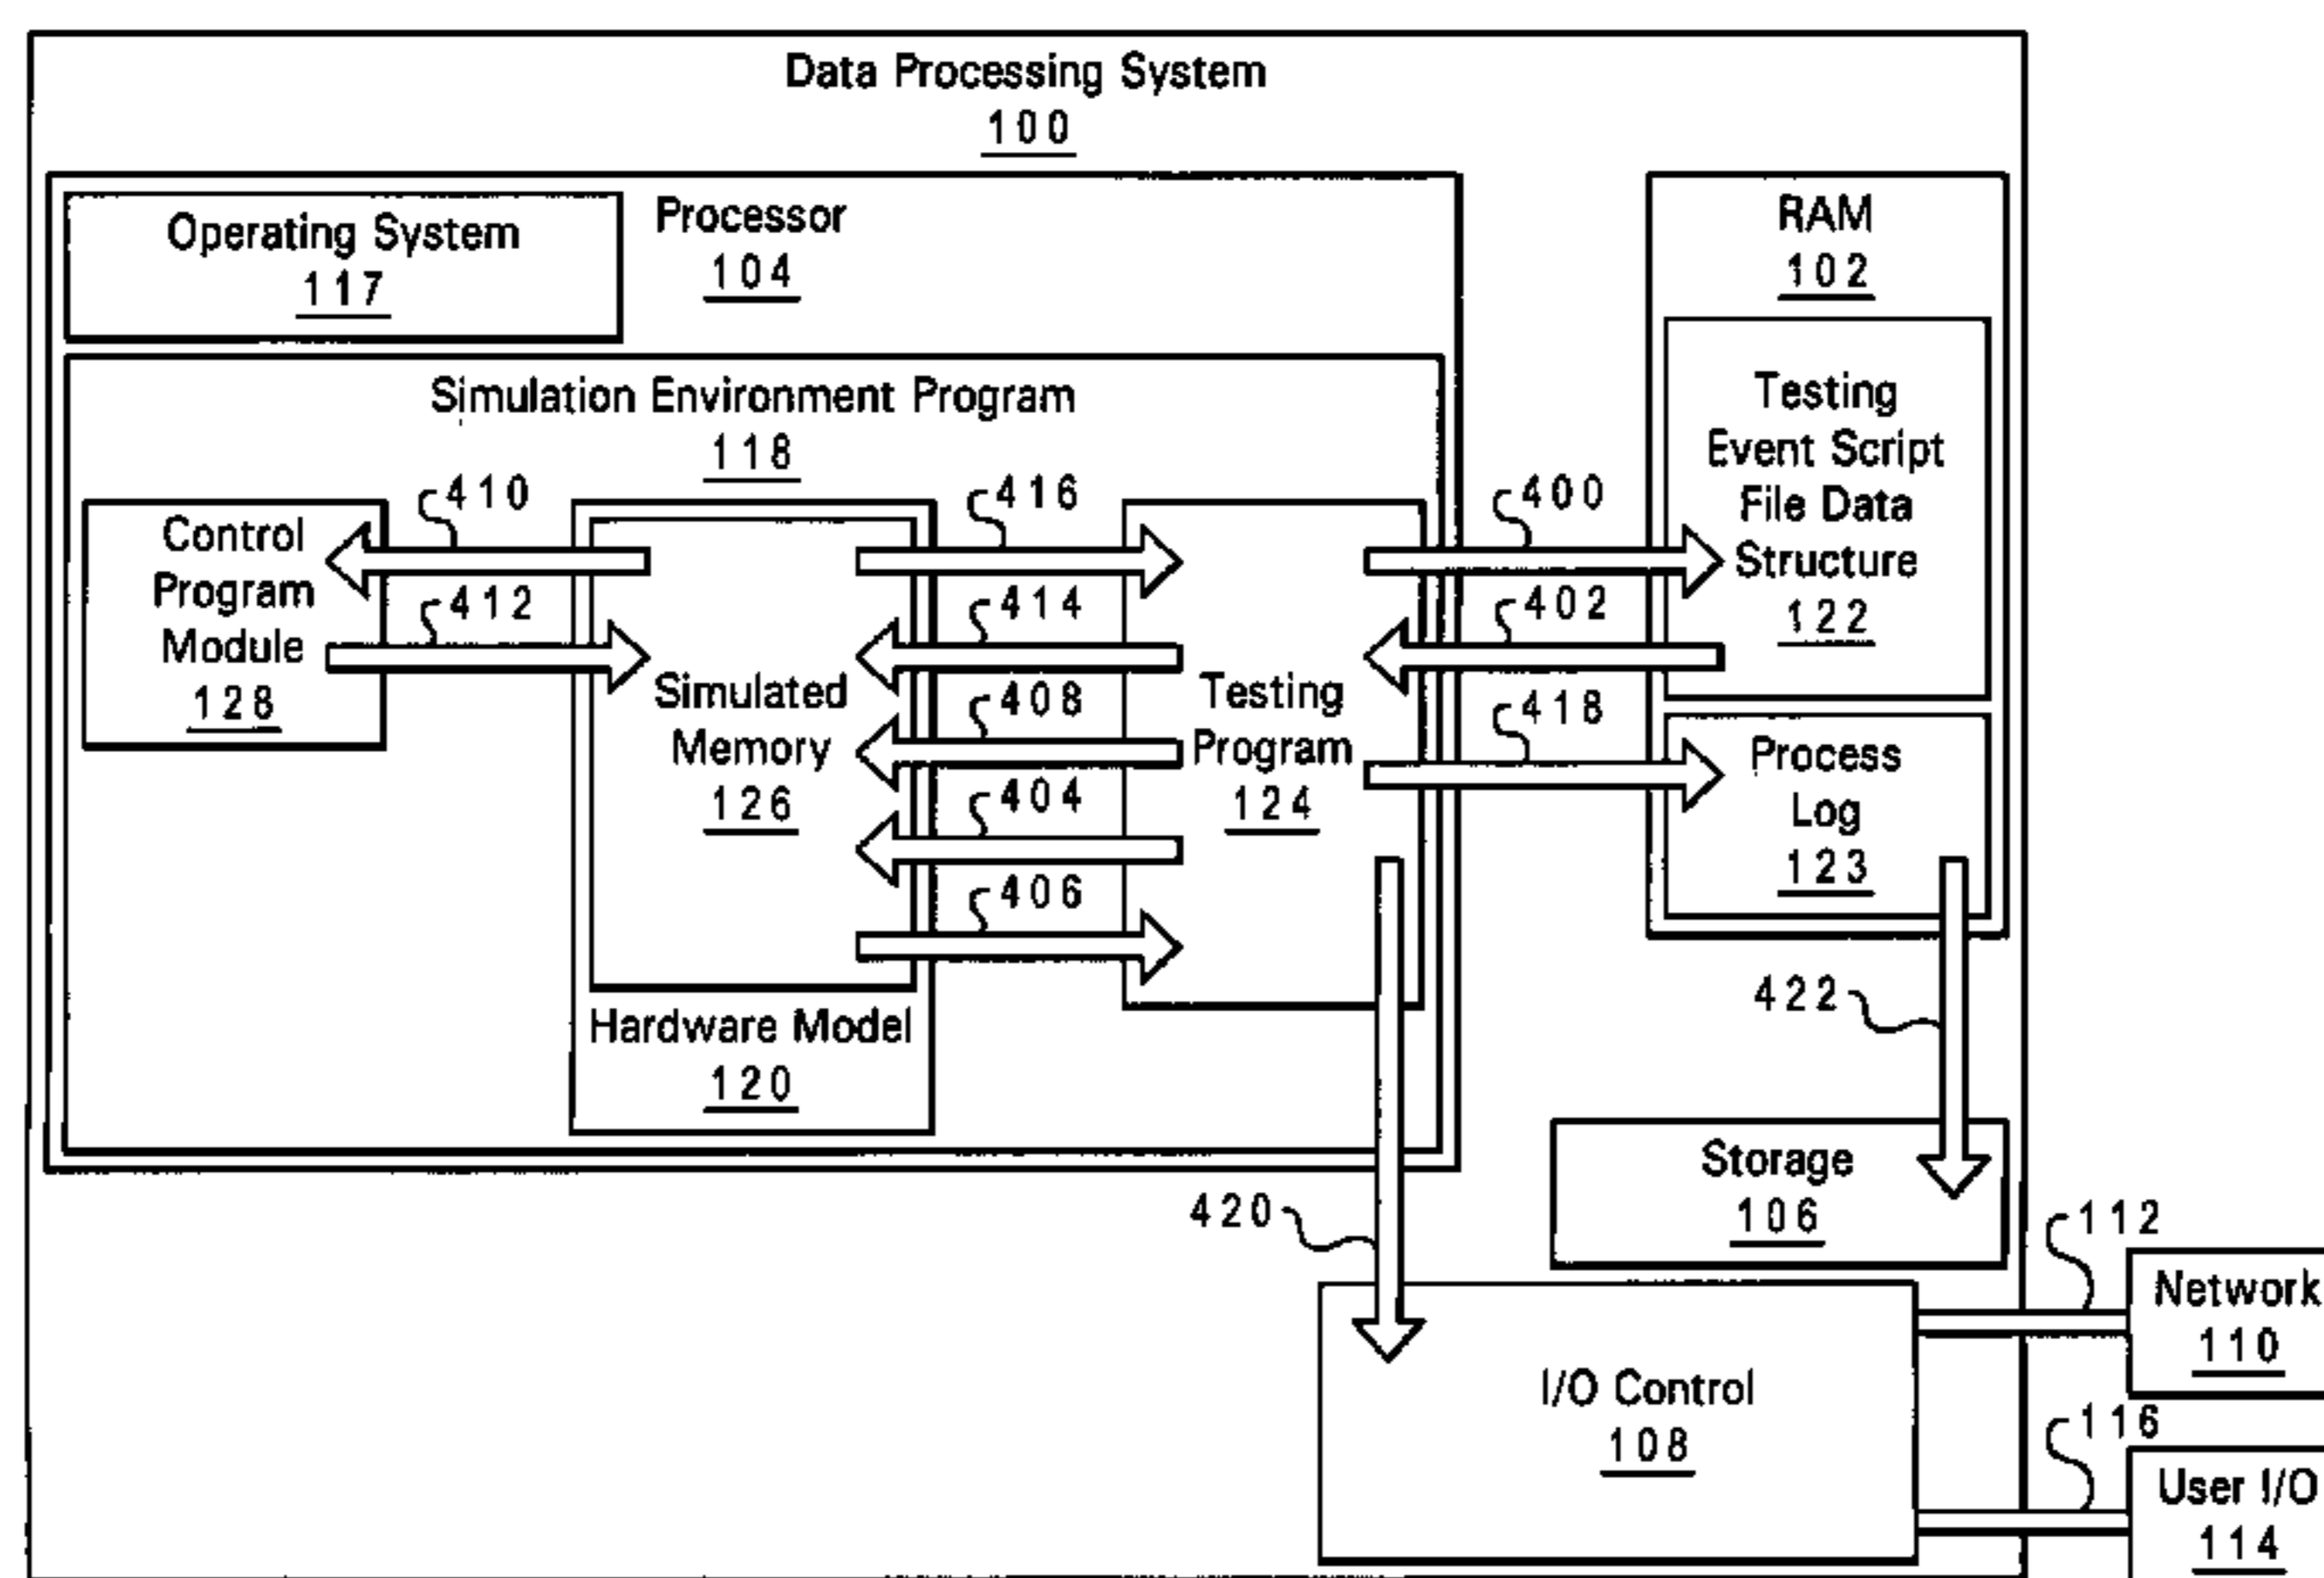 Data Processing System
100
Operating System
117
Processor
104
RAM
102
Simulation Environment Program
118
Testing
Event Script
File Data
Structure
122
Control
Program
Module
128
410
412
416
414
408
404
406
400
402
418
Simulated
Memory
126
Testing
Program
124
Process
Log
123
Hardware Model
120
422
Storage
106
420
112
Network
110
I/O Control
108
116
User I/O
114